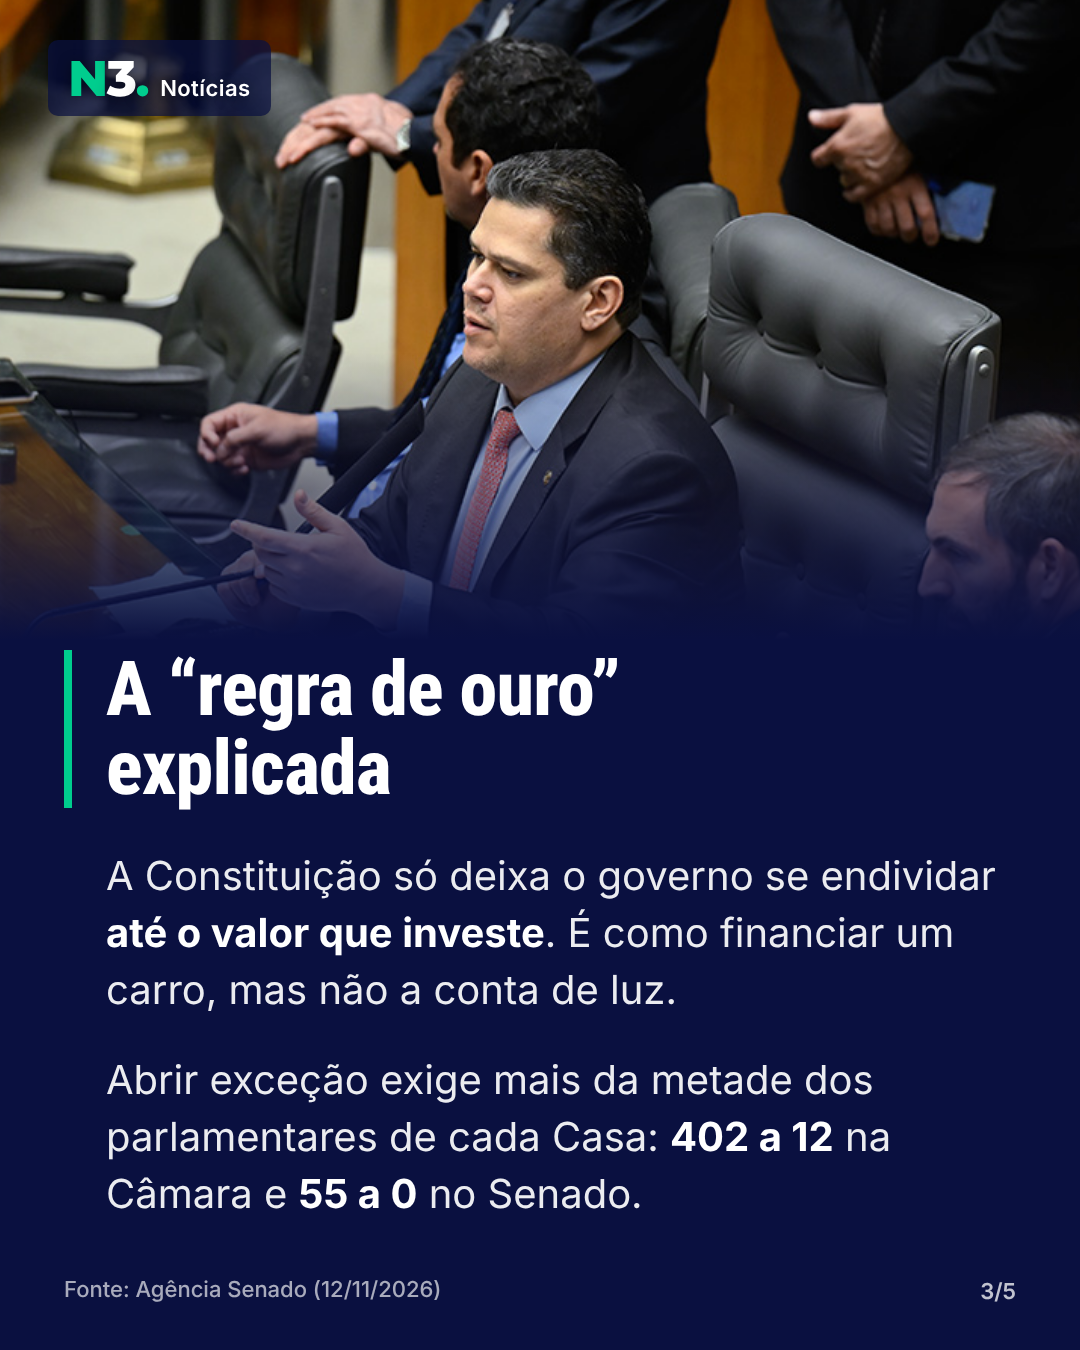 N3. Notícias
A “regra de ouro”
explicada
A Constituição só deixa o governo se endividar
até o valor que investe. É como financiar um
carro, mas não a conta de luz.
Abrir exceção exige mais da metade dos
parlamentares de cada Casa: 402 a 12 na
Câmara e 55 a 0 no Senado.
Fonte: Agência Senado (12/11/2026)
3/5